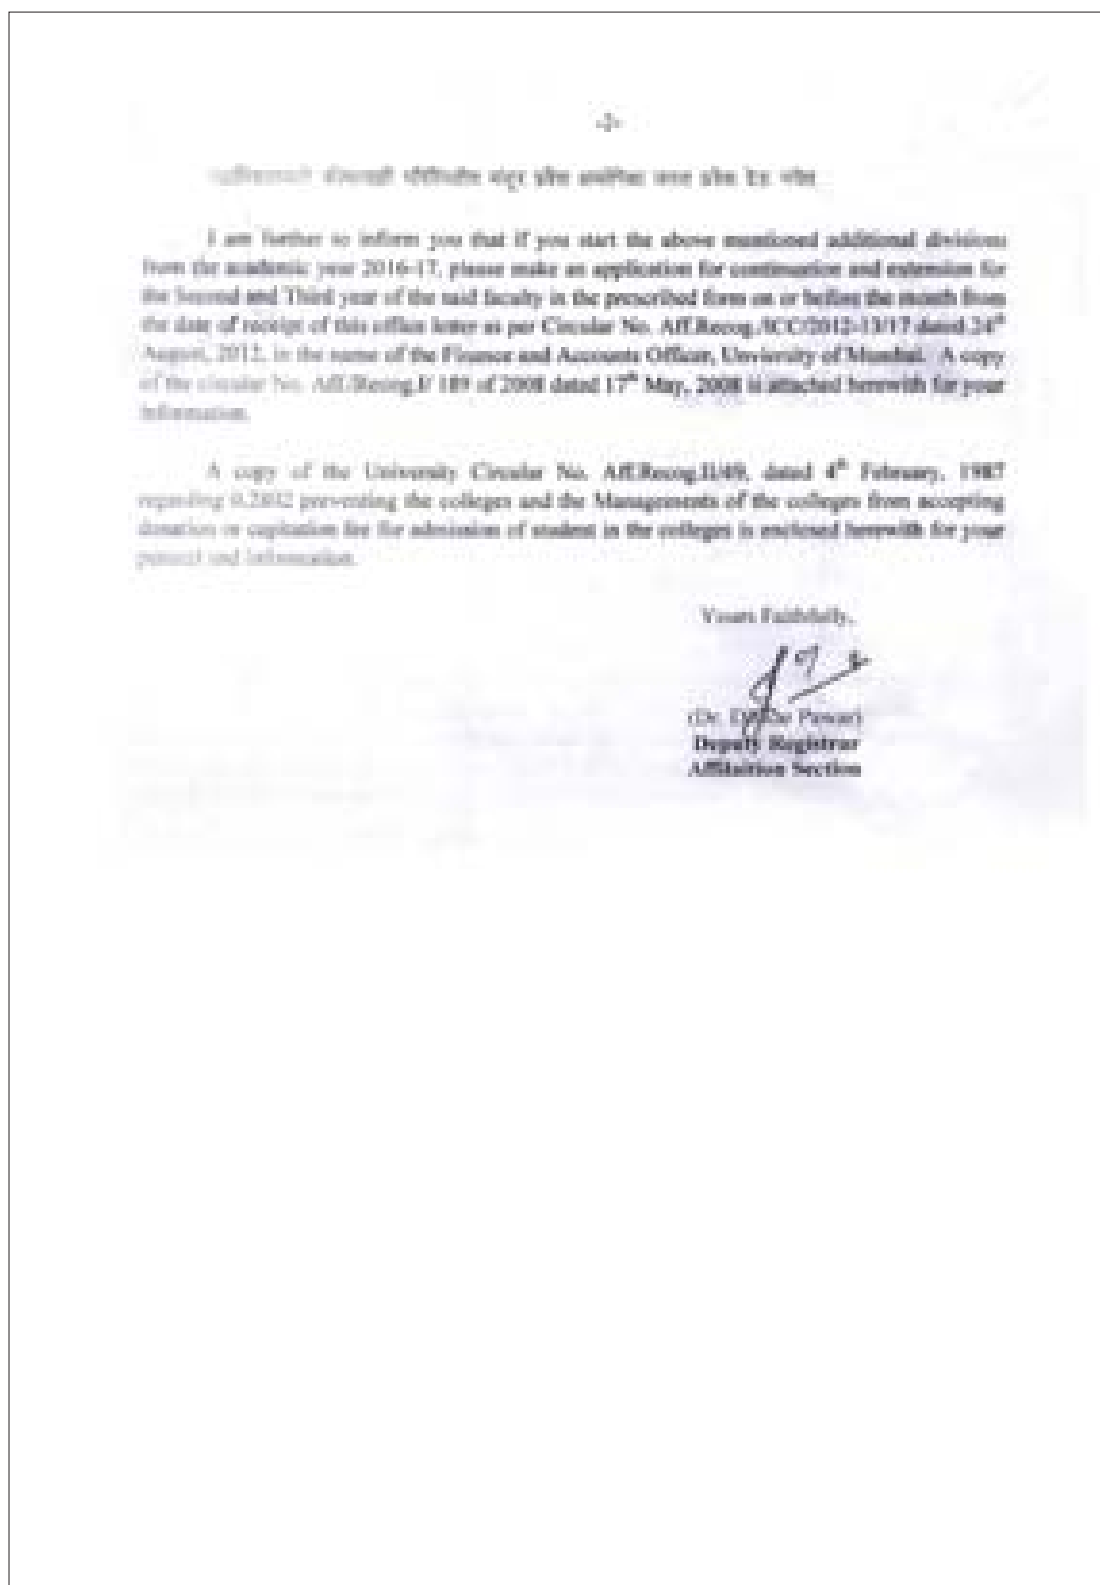 -2-
I am further to inform you that if you start the above mentioned additional divisions
from the academic year 2016-17, please make an application for continuation and extension for
the Second and Third year of the said faculty in the prescribed form on or before the month from
the date of receipt of this office letter as per Circular No. Aff.Recog./ICC/2012-13/17 dated 24th
August, 2012, in the name of the Finance and Accounts Officer, Unviersity of Mumbai. A copy
of the circular No. Aff./Recog.I/ 189 of 2008 dated 17th May, 2008 is attached herewith for your
information.
A copy of the University Circular No. Aff.Recog.II/49, dated 4th February, 1987
regarding 0.2802 preventing the colleges and the Managements of the colleges from accepting
donation or capitation fee for admission of student in the colleges is enclosed herewith for your
perusal and information.
Yours Faithfully,
(Dr. Pawar)
Deputy Registrar
Affiliation Section